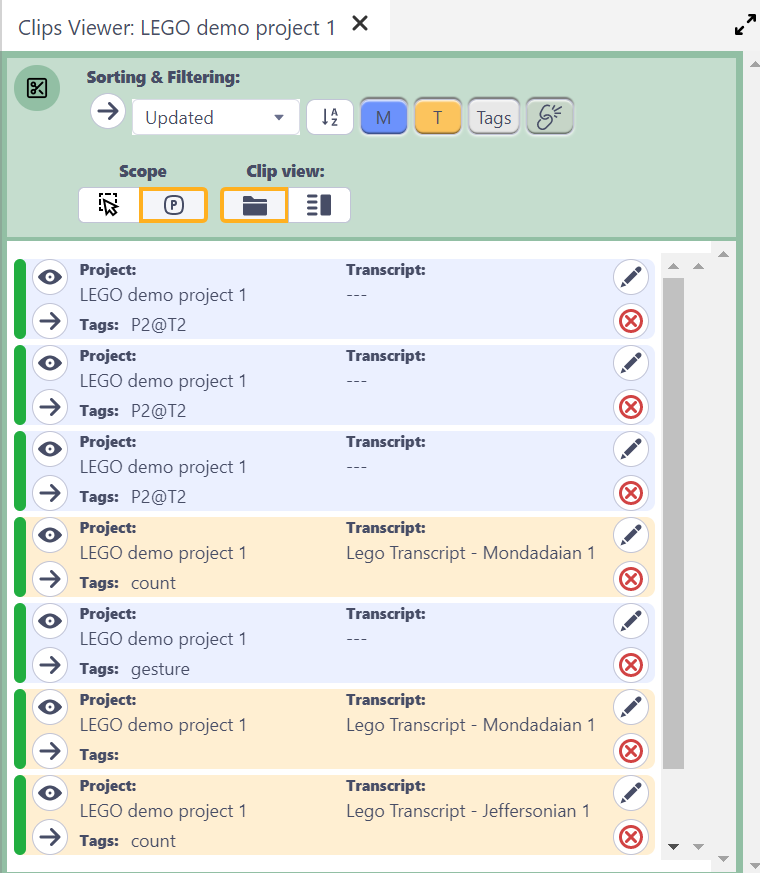 Clips Viewer: LEGO demo project 1
Sorting & Filtering:
Updated
A
Z
M
T
Tags
Scope
Clip view:
P
Project:
Transcript:
LEGO demo project 1
---
Tags: P2@T2
Project:
Transcript:
LEGO demo project 1
---
Tags: P2@T2
Project:
Transcript:
LEGO demo project 1
---
Tags: P2@T2
Project:
Transcript:
LEGO demo project 1
Lego Transcript - Mondadaian 1
Tags: count
Project:
Transcript:
LEGO demo project 1
---
Tags: gesture
Project:
Transcript:
LEGO demo project 1
Lego Transcript - Mondadaian 1
Tags:
Project:
Transcript:
LEGO demo project 1
Lego Transcript - Jeffersonian 1
Tags: count